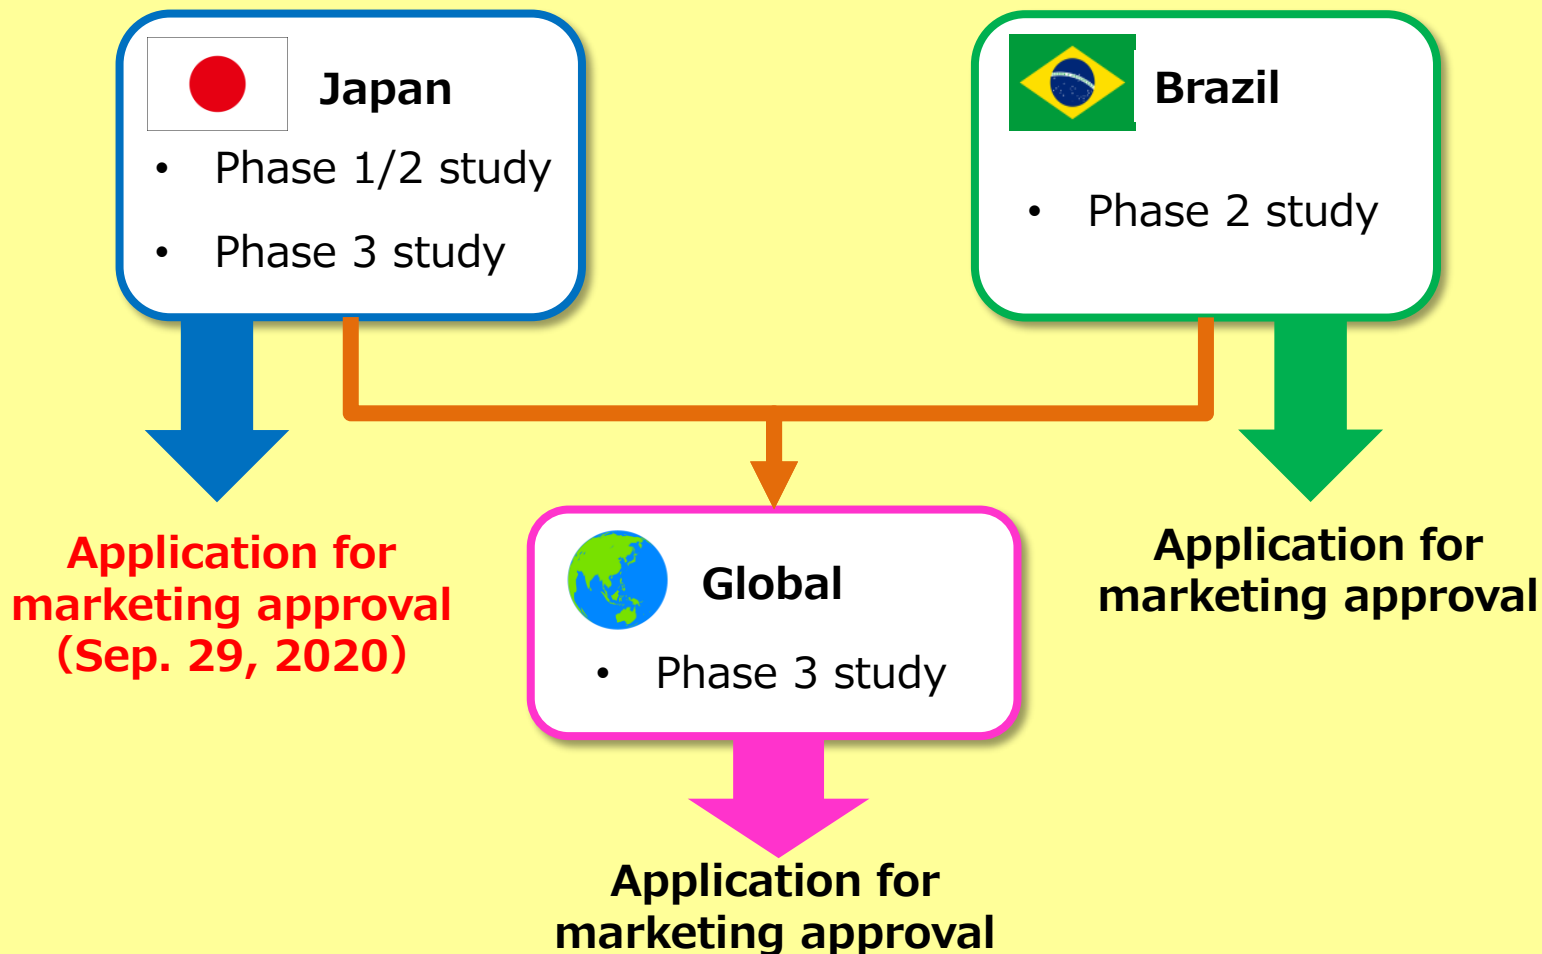 Japan
• Phase 1/2 study
• Phase 3 study
Brazil
• Phase 2 study
Application for
marketing approval
(Sep. 29, 2020)
Global
• Phase 3 study
Application for
marketing approval
Application for
marketing approval